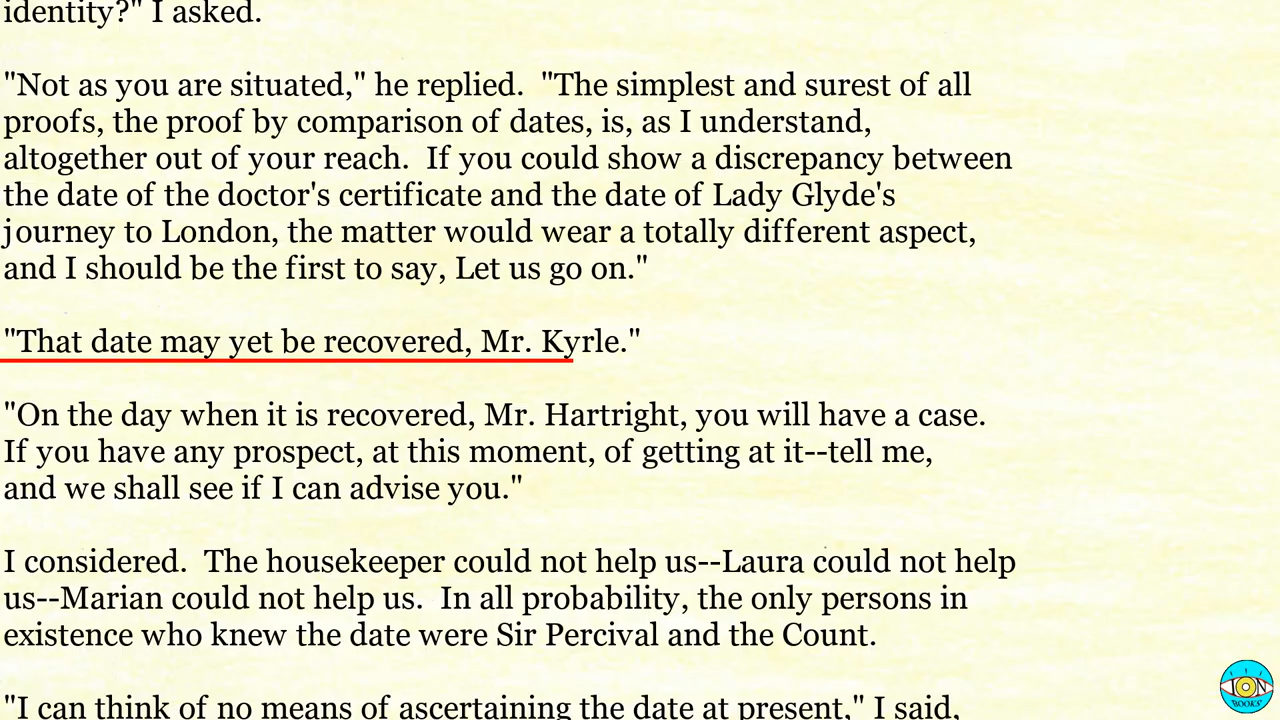 identity?" I asked.
"Not as you are situated," he replied.  "The simplest and surest of all
proofs, the proof by comparison of dates, is, as I understand,
altogether out of your reach.  If you could show a discrepancy between
the date of the doctor's certificate and the date of Lady Glyde's
journey to London, the matter would wear a totally different aspect,
and I should be the first to say, Let us go on."
"That date may yet be recovered, Mr. Kyrle."
"On the day when it is recovered, Mr. Hartright, you will have a case.
If you have any prospect, at this moment, of getting at it--tell me,
and we shall see if I can advise you."
I considered.  The housekeeper could not help us--Laura could not help
us--Marian could not help us.  In all probability, the only persons in
existence who knew the date were Sir Percival and the Count.
"I can think of no means of ascertaining the date at present," I said,
ION
BOOKS